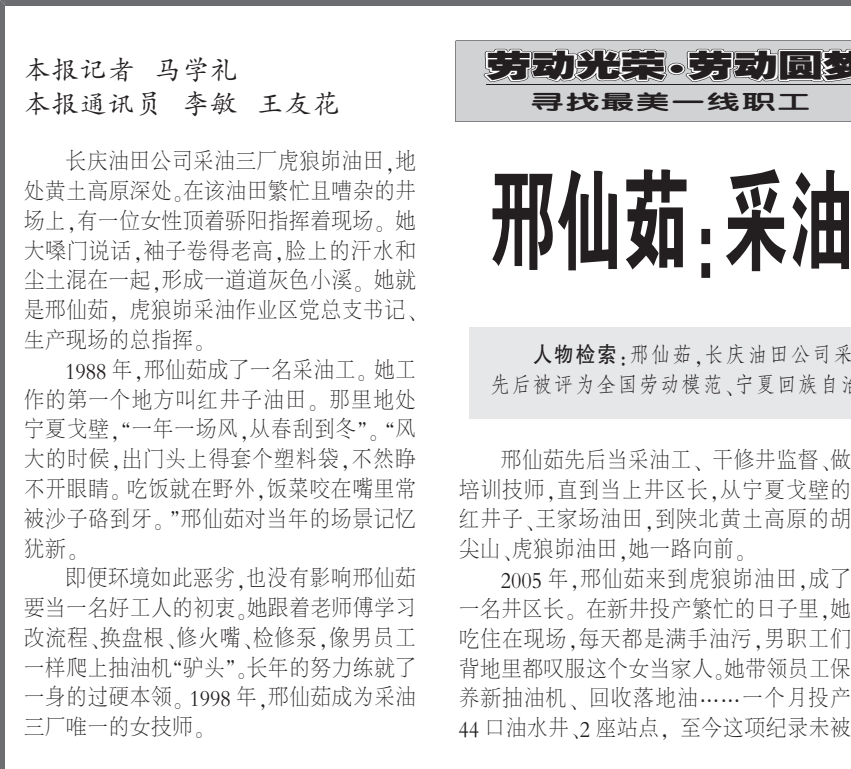 本报记者 马学礼
本报通讯员 李敏 王友花
长庆油田公司采油三厂虎狼峁油田,地
处黄土高原深处。在该油田繁忙且嘈杂的井
场上,有一位女性顶着骄阳指挥着现场。她
大嗓门说话,袖子卷得老高,脸上的汗水和
尘土混在一起,形成一道道灰色小溪。她就
是邢仙茹，虎狼峁采油作业区党总支书记、
生产现场的总指挥。
1988年,邢仙茹成了一名采油工。她工
作的第一个地方叫红井子油田。那里地处
宁夏戈壁,“一年一场风,从春刮到冬”。“风
大的时候,出门头上得套个塑料袋,不然睁
不开眼睛。吃饭就在野外,饭菜咬在嘴里常
被沙子硌到牙。”邢仙茹对当年的场景记忆
犹新。
即便环境如此恶劣,也没有影响邢仙茹
要当一名好工人的初衷。她跟着老师傅学习
改流程、换盘根、修火嘴、检修泵,像男员工
一样爬上抽油机“驴头”。长年的努力练就了
一身的过硬本领。1998年,邢仙茹成为采油
三厂唯一的女技师。
劳动光荣·劳动圆梦
寻找最美一线职工
邢仙茹:采油
人物检索:邢仙茹,长庆油田公司采
先后被评为全国劳动模范、宁夏回族自治
邢仙茹先后当采油工、干修井监督、做
培训技师,直到当上井区长,从宁夏戈壁的
红井子、王家场油田,到陕北黄土高原的胡
尖山、虎狼峁油田,她一路向前。
2005年,邢仙茹来到虎狼峁油田,成了
一名井区长。在新井投产繁忙的日子里,她
吃住在现场,每天都是满手油污,男职工们
背地里都叹服这个女当家人。她带领员工保
养新抽油机、回收落地油……一个月投产
44口油水井、2座站点，至今这项纪录未被